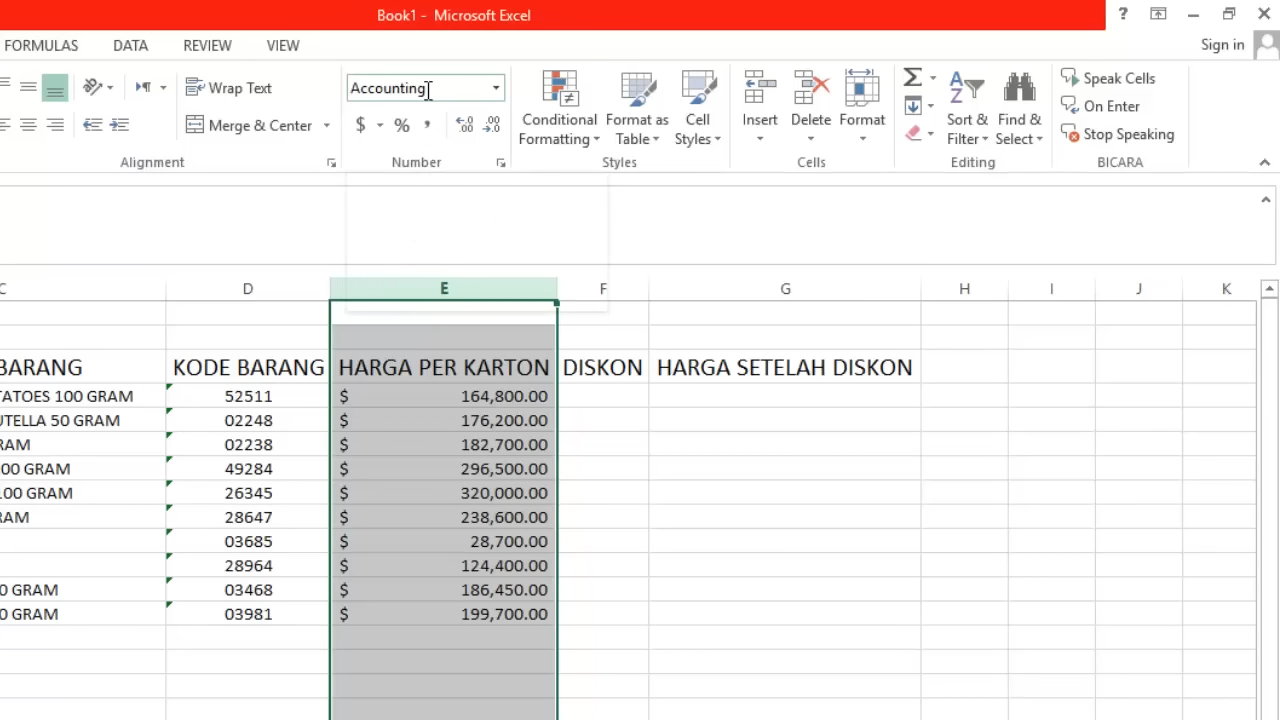 Book1 - Microsoft Excel
?
FORMULAS DATA REVIEW VIEW Sign in
Wrap Text
Merge & Center
Alignment
Accounting
$ % ,
Number
Conditional Formatting
Format as Table
Cell Styles
Styles
Insert
Delete
Format
Cells
Sort & Filter
Find & Select
Editing
Speak Cells
On Enter
Stop Speaking
BICARA
C D E F G H I J K
BARANG KODE BARANG HARGA PER KARTON DISKON HARGA SETELAH DISKON
TATOES 100 GRAM 52511 $ 164,800.00
UTELLA 50 GRAM 02248 $ 176,200.00
RAM 02238 $ 182,700.00
00 GRAM 49284 $ 296,500.00
100 GRAM 26345 $ 320,000.00
RAM 28647 $ 238,600.00
03685 $ 28,700.00
28964 $ 124,400.00
0 GRAM 03468 $ 186,450.00
0 GRAM 03981 $ 199,700.00